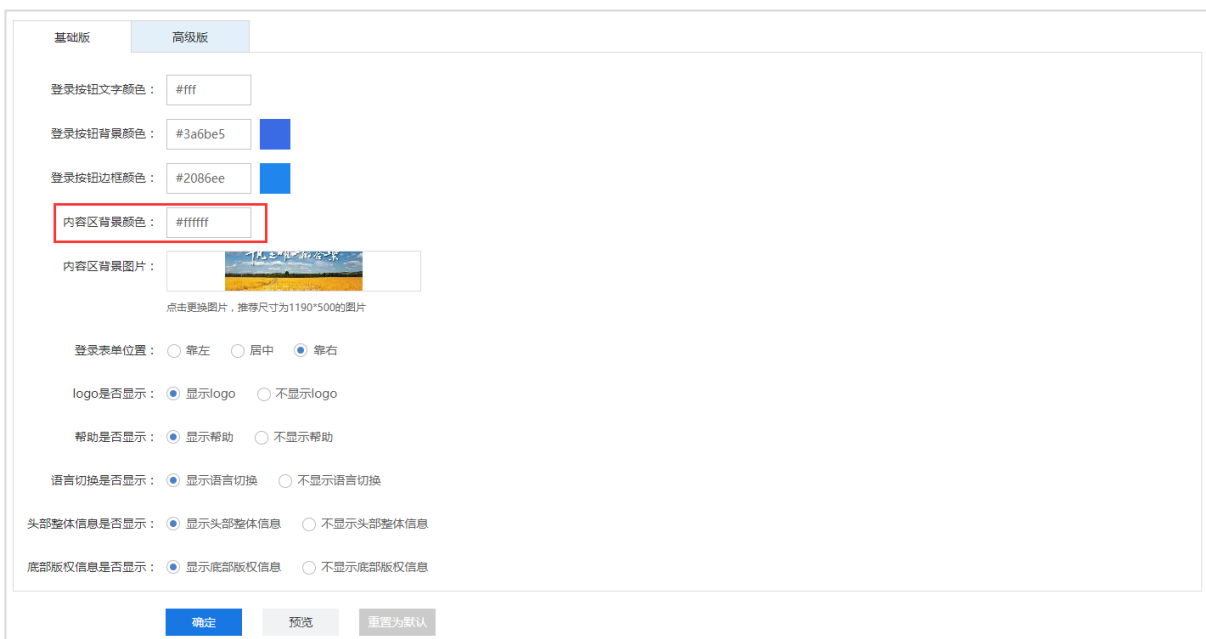 基础版 高级版
登录按钮文字颜色： #fff
登录按钮背景颜色： #3a6be5
登录按钮边框颜色： #2086ee
内容区背景颜色： #ffffff
内容区背景图片：
点击更换图片，推荐尺寸为1190*500的图片
登录表单位置： 靠左 居中 靠右
logo是否显示： 显示logo 不显示logo
帮助是否显示： 显示帮助 不显示帮助
语言切换是否显示： 显示语言切换 不显示语言切换
头部整体信息是否显示： 显示头部整体信息 不显示头部整体信息
底部版权信息是否显示： 显示底部版权信息 不显示底部版权信息
确定 预览 重置为默认